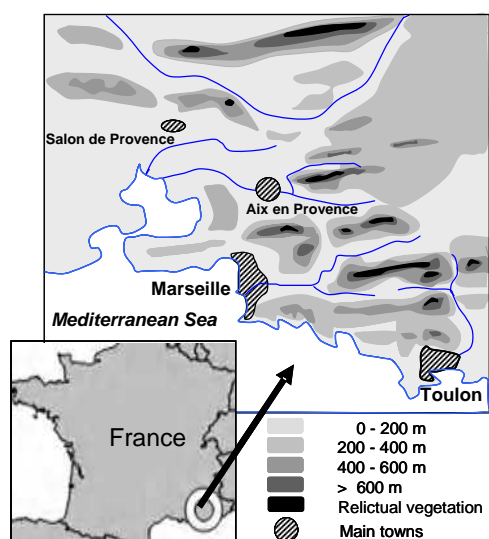 Salon de Provence
Aix en Provence
Marseille
Mediterranean Sea
Toulon
France
0 - 200 m
200 - 400 m
400 - 600 m
> 600 m
Relictual vegetation
Main towns